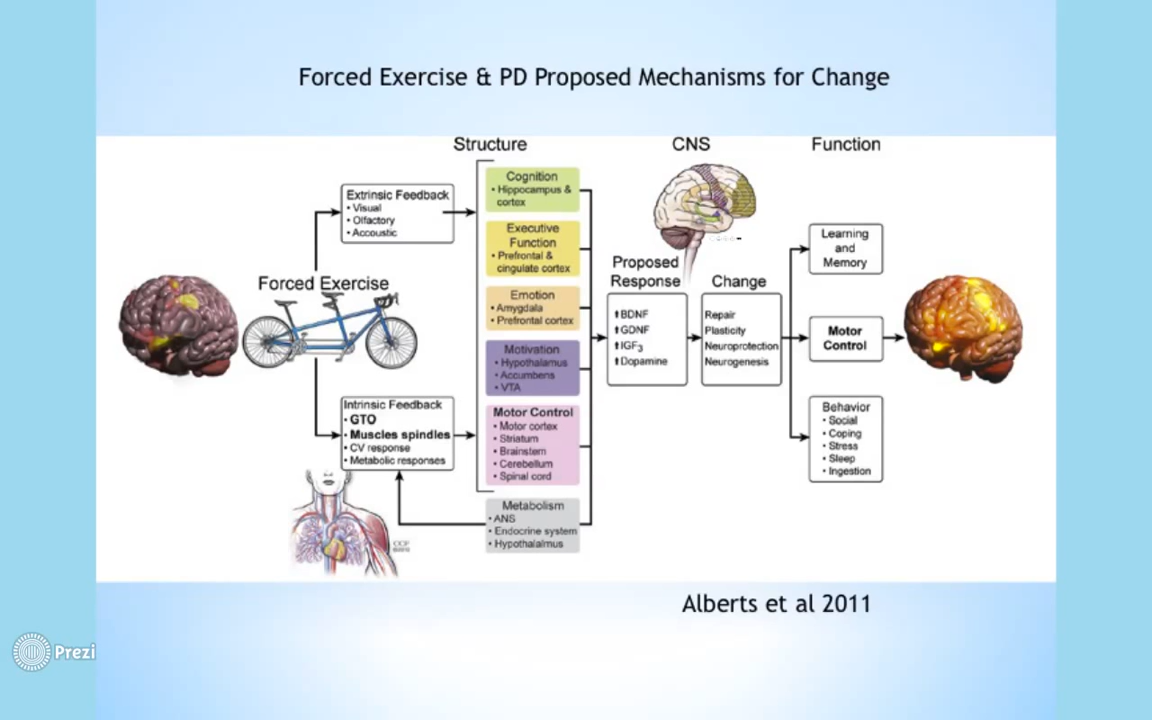 Forced Exercise & PD Proposed Mechanisms for Change
Structure
CNS
Function
Extrinsic Feedback
• Visual
• Olfactory
• Accoustic
Forced Exercise
Intrinsic Feedback
• GTO
• Muscles spindles
• CV response
• Metabolic responses
Cognition
• Hippocampus &
cortex
Executive
Function
• Prefrontal &
cingulate cortex
Emotion
• Amygdala
• Prefrontal cortex
Motivation
• Hypothalamus
• Accumbens
• VTA
Motor Control
• Motor cortex
• Striatum
• Brainstem
• Cerebellum
• Spinal cord
Metabolism
• ANS
• Endocrine system
• Hypothalalmus
Proposed
Response
⬆BDNF
⬆GDNF
⬆IGF3
⬆Dopamine
Change
Repair
Plasticity
Neuroprotection
Neurogenesis
Learning
and
Memory
Motor
Control
Behavior
• Social
• Coping
• Stress
• Sleep
• Ingestion
Alberts et al 2011
Prezi